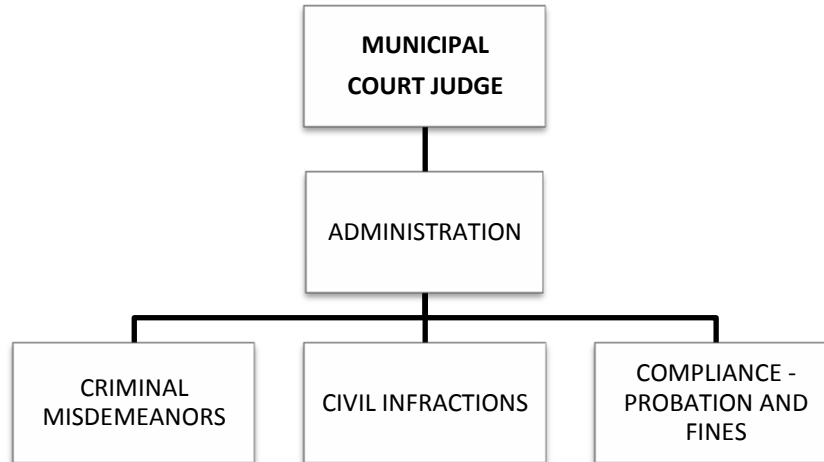 MUNICIPAL
COURT JUDGE
ADMINISTRATION
CRIMINAL
MISDEMEANORS
CIVIL INFRACTIONS
COMPLIANCE -
PROBATION AND
FINES